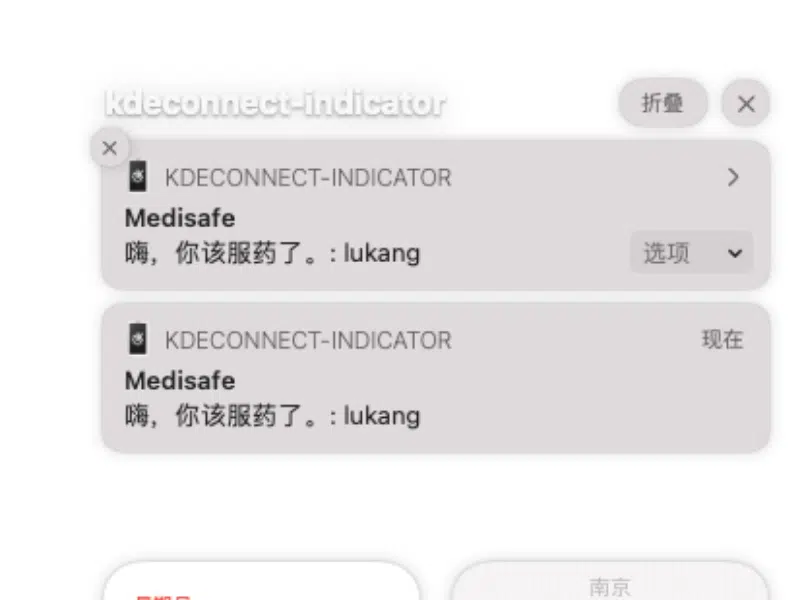 kdeconnect-indicator
折叠
KDECONNECT-INDICATOR
Medisafe
嗨，你该服药了。: lukang
选项
KDECONNECT-INDICATOR
现在
Medisafe
嗨，你该服药了。: lukang
南京